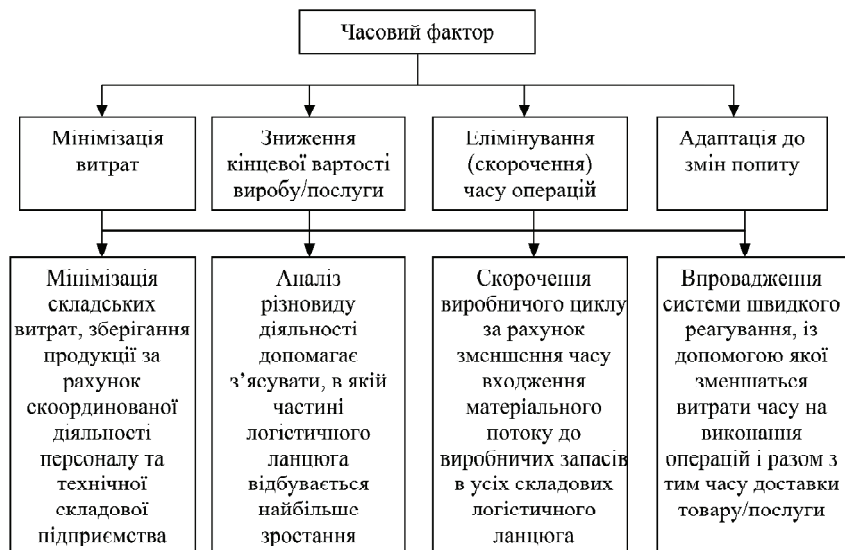 Часовий фактор
Мінімізація
витрат
Зниження
кінцевої вартості
виробу/послуги
Елімінування
(скорочення)
часу операцій
Адаптація до
змін попиту
Мінімізація
складських
витрат, зберігання
продукції за
рахунок
скоординованої
діяльності
персоналу та
технічної
складової
підприємства
Аналіз
різновиду
діяльності
допомагає
з’ясувати, в якій
частині
логістичного
ланцюга
відбувається
найбільше
зростання
Скорочення
виробничого циклу
за рахунок
зменшення часу
входження
матеріального
потоку до
виробничих запасів
в усіх складових
логістичного
ланцюга
Впровадження
системи швидкого
реагування, із
допомогою якої
зменшаться
витрати часу на
виконання
операцій і разом з
тим часу доставки
товару/послуги